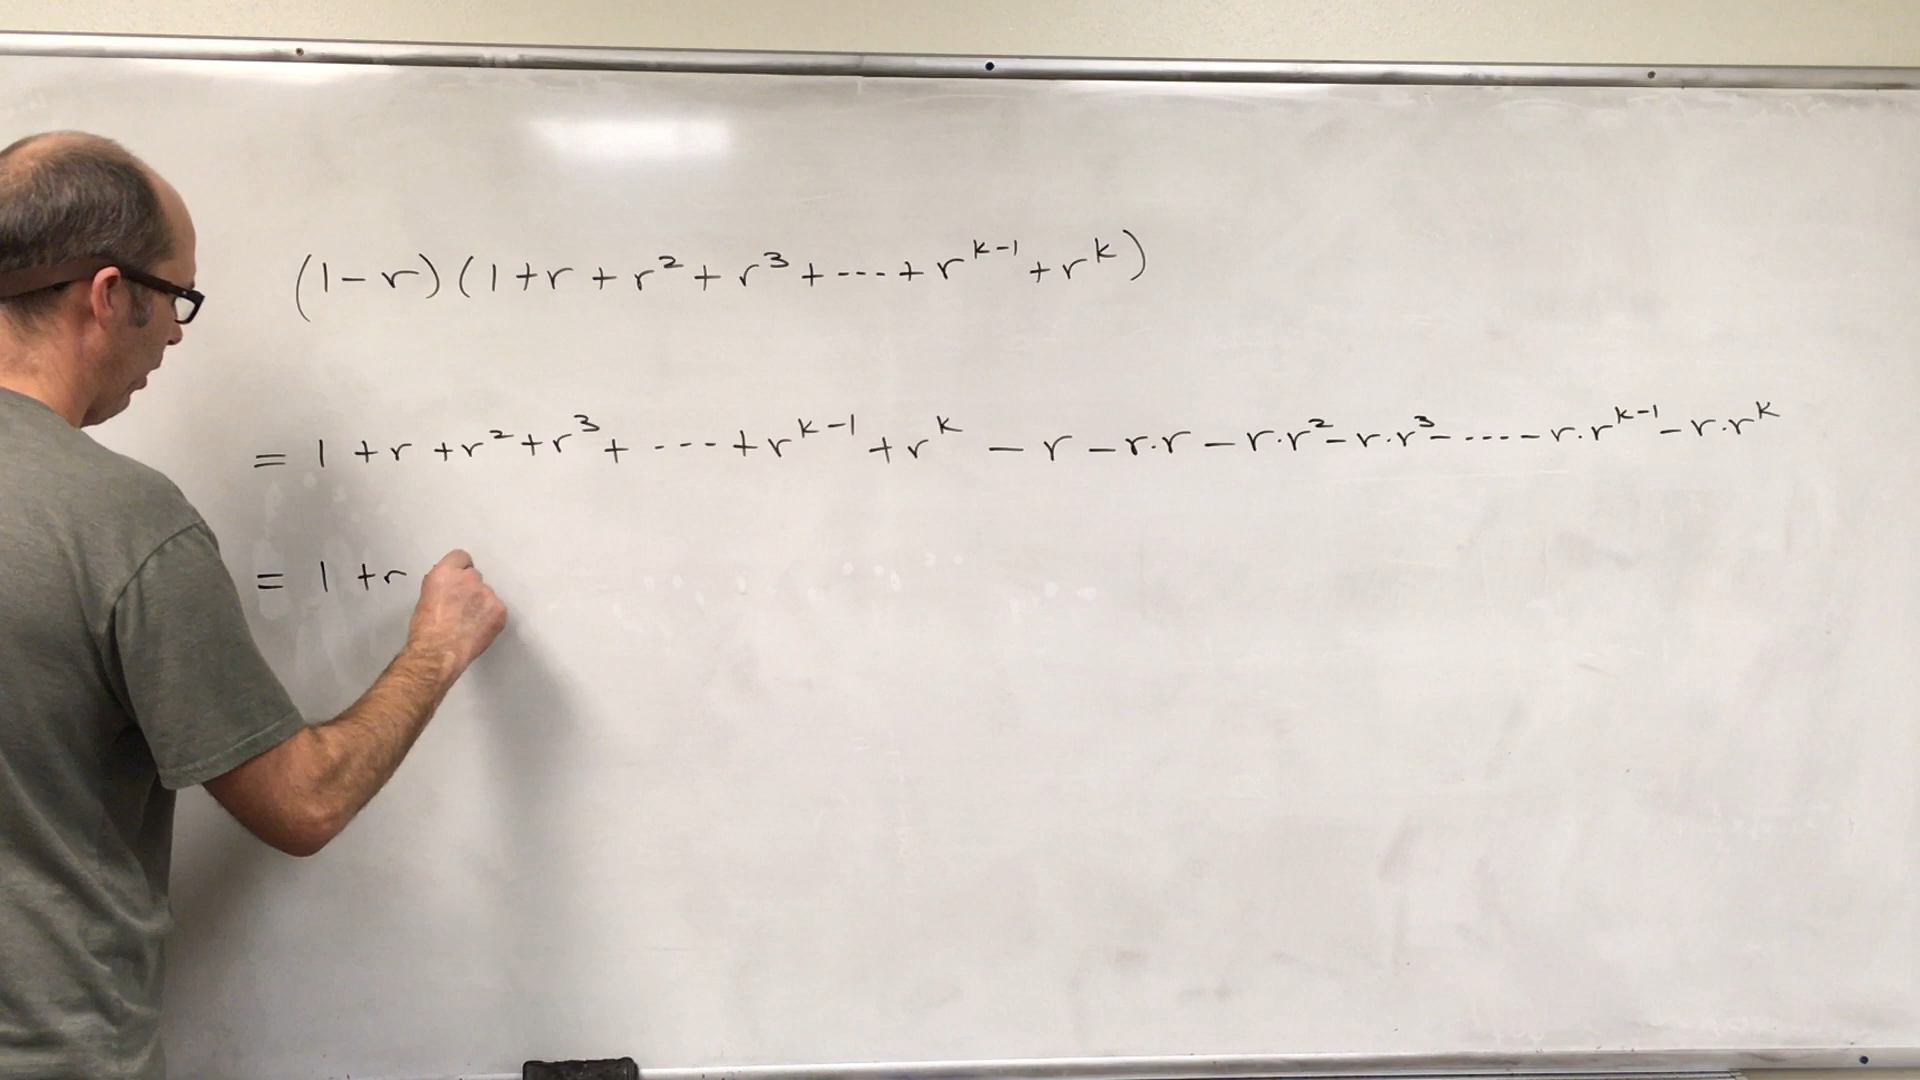 (1-r)(1+r+r²+r³+---+r^{k-1}+r^k)
= 1+r+r²+r³+---+r^{k-1}+r^k-r-r·r-r·r²-r·r³-----r·r^{k-1}-r·r^k
= 1+r